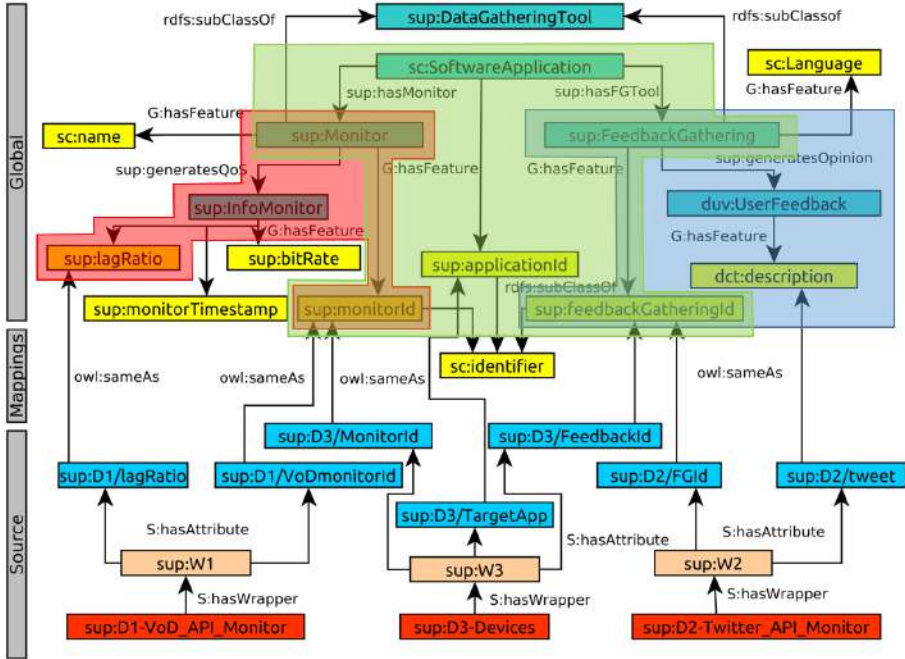 sup:DataGatheringTool
rdfs:subClassOf
rdfs:subClassof
sc:SoftwareApplication
sc:Language
sup:hasMonitor
sup:hasFGTool
G:hasFeature
G:hasFeature
sc:name
sup:Monitor
sup:FeedbackGathering
Global
sup:generatesQoS
G:hasFeature
G:hasFeature
sup:generatesOpinion
sup:InfoMonitor
duv:UserFeedback
G:hasFeature
G:hasFeature
sup:lagRatio
sup:bitRate
sup:applicationId
dct:description
rdfs:subClassOf
sup:monitorTimestamp
sup:monitorId
sup:feedbackGatheringId
Mappings
sc:identifier
owl:sameAs
owl:sameAs
owl:sameAs
owl:sameAs
sup:D3/MonitorId
sup:D3/FeedbackId
sup:D1/lagRatio
sup:D1/VoDmonitorId
sup:D2/FGId
sup:D2/tweet
Source
sup:D3/TargetApp
S:hasAttribute
S:hasAttribute
S:hasAttribute
sup:W1
sup:W3
sup:W2
S:hasWrapper
S:hasWrapper
S:hasWrapper
sup:D1-VoD_API_Monitor
sup:D3-Devices
sup:D2-Twitter_API_Monitor